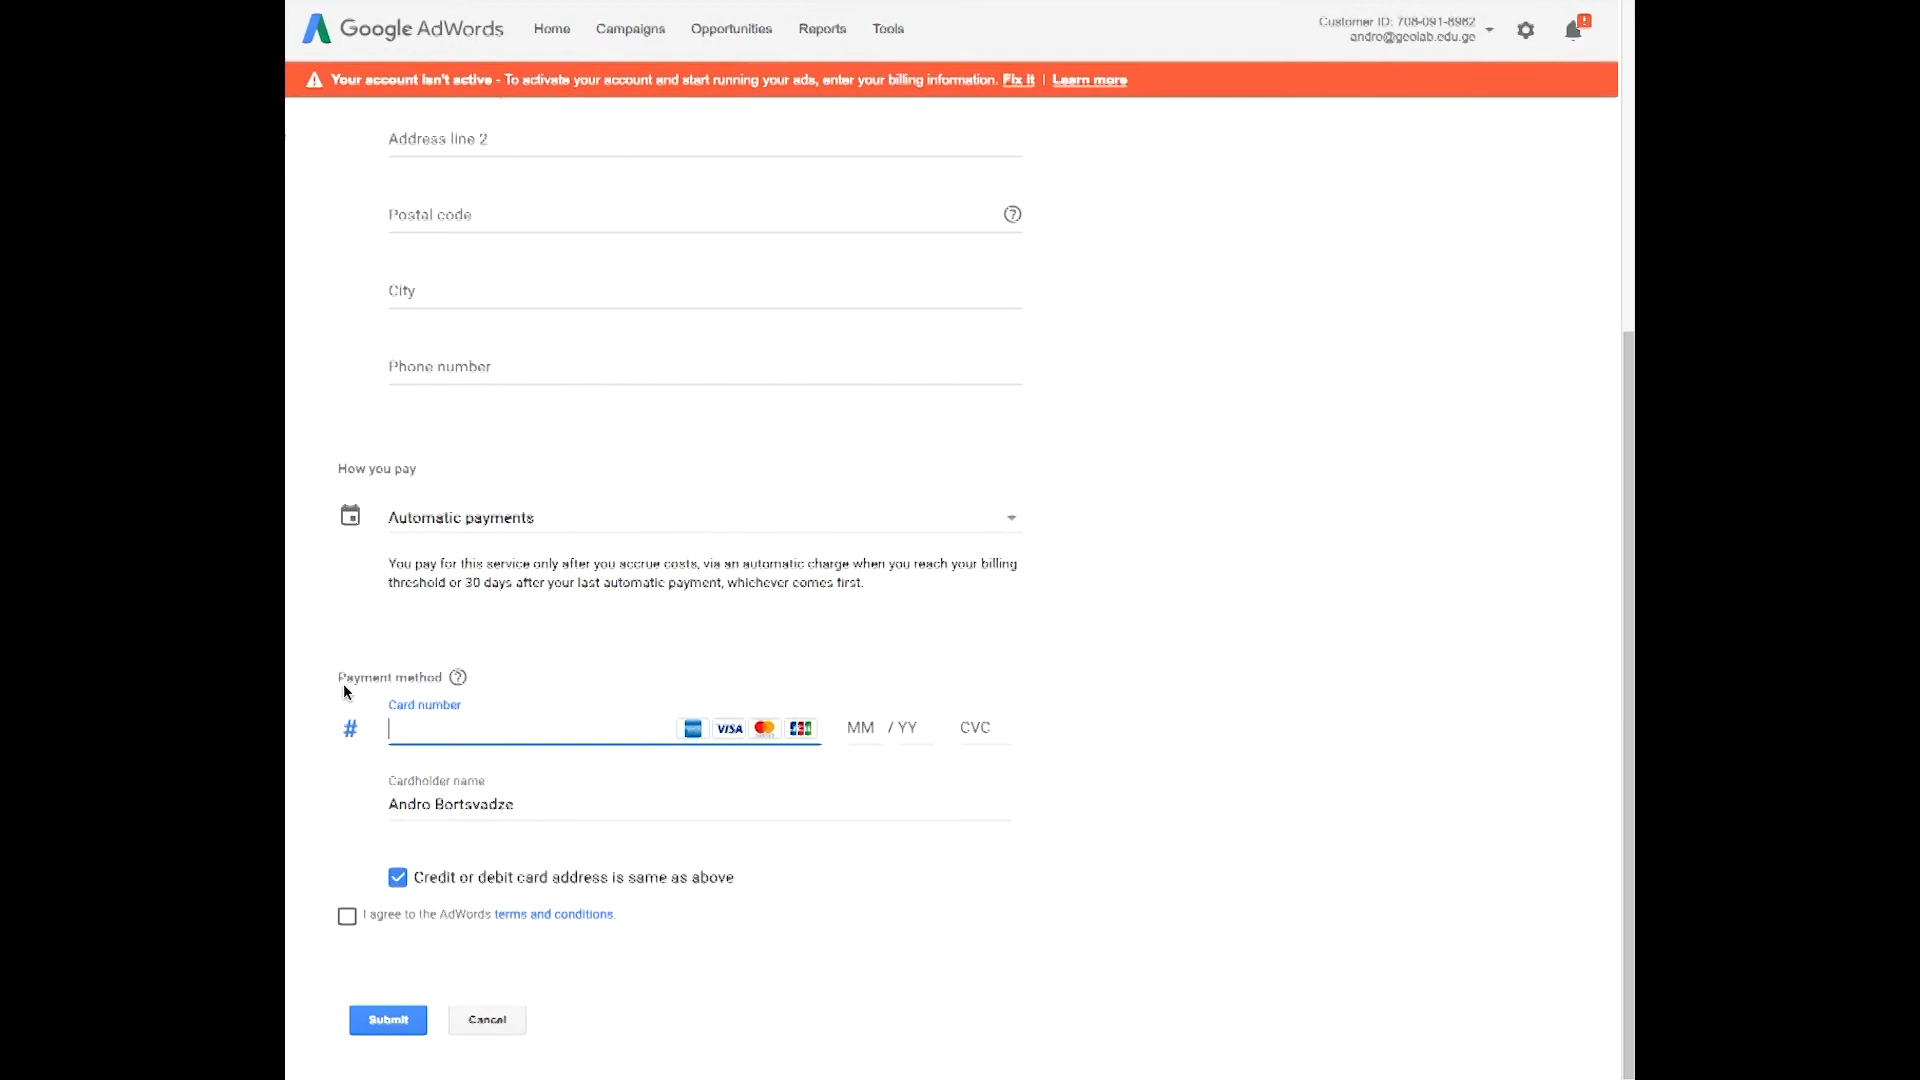 Google AdWords Home Campaigns Opportunities Reports Tools
Customer ID: 708-091-8962
andro@geolab.edu.ge
Your account isn't active - To activate your account and start running your ads, enter your billing information. Fix it | Learn more
Address line 2
Postal code
City
Phone number
How you pay
Automatic payments
You pay for this service only after you accrue costs, via an automatic charge when you reach your billing
threshold or 30 days after your last automatic payment, whichever comes first.
Payment method
Card number
# VISA MM / YY CVC
Cardholder name
Andro Bortsvadze
Credit or debit card address is same as above
I agree to the AdWords terms and conditions.
Submit Cancel